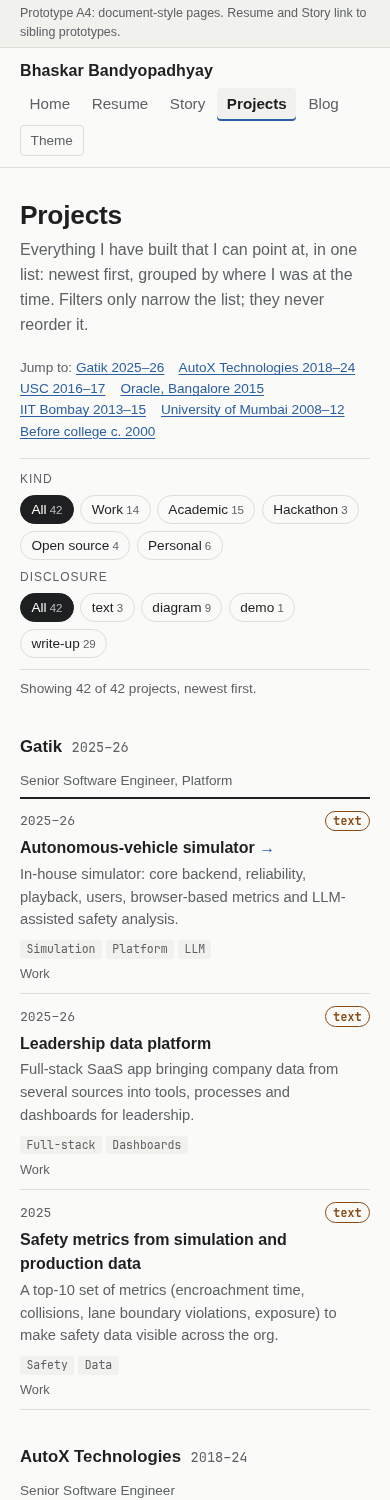 Prototype A4: document-style pages. Resume and Story link to
sibling prototypes.
Bhaskar Bandyopadhyay
Home Resume Story Projects Blog
Theme
Projects
Everything I have built that I can point at, in one
list: newest first, grouped by where I was at the
time. Filters only narrow the list; they never
reorder it.
Jump to: Gatik 2025–26 AutoX Technologies 2018–24
USC 2016–17 Oracle, Bangalore 2015
IIT Bombay 2013–15 University of Mumbai 2008–12
Before college c. 2000
KIND
All 42 Work 14 Academic 15 Hackathon 3
Open source 4 Personal 6
DISCLOSURE
All 42 text 3 diagram 9 demo 1
write-up 29
Showing 42 of 42 projects, newest first.
Gatik 2025–26
Senior Software Engineer, Platform
2025–26 text
Autonomous-vehicle simulator →
In-house simulator: core backend, reliability,
playback, users, browser-based metrics and LLM-
assisted safety analysis.
Simulation Platform LLM
Work
2025–26 text
Leadership data platform
Full-stack SaaS app bringing company data from
several sources into tools, processes and
dashboards for leadership.
Full-stack Dashboards
Work
2025 text
Safety metrics from simulation and
production data
A top-10 set of metrics (encroachment time,
collisions, lane boundary violations, exposure) to
make safety data visible across the org.
Safety Data
Work
AutoX Technologies 2018–24
Senior Software Engineer